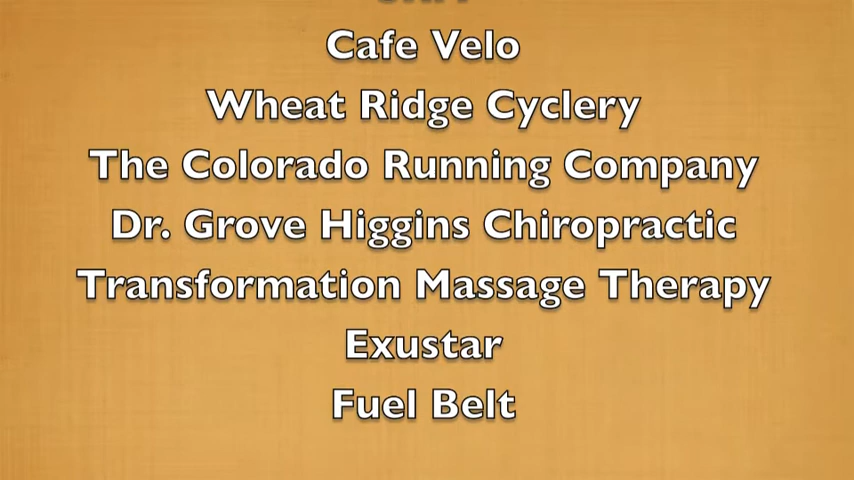 Cafe Velo
Wheat Ridge Cyclery
The Colorado Running Company
Dr. Grove Higgins Chiropractic
Transformation Massage Therapy
Exustar
Fuel Belt